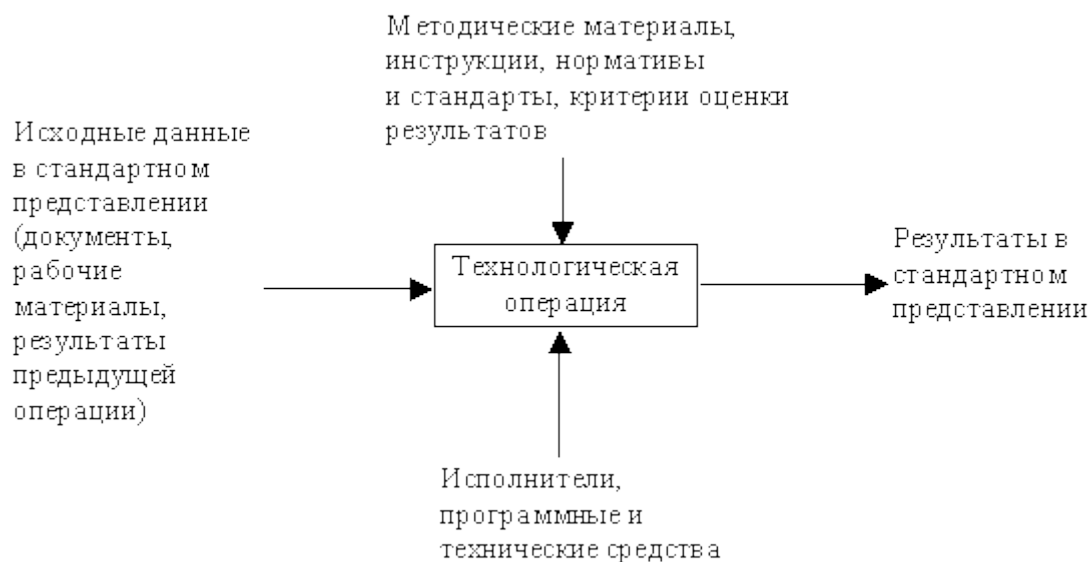 Методические материалы,
инструкции, нормативы
и стандарты, критерии оценки
результатов
Исходные данные
в стандартном
представлении
(документы,
рабочие
материалы,
результаты
предыдущей
операции)
Технологическая
операция
Результаты в
стандартном
представлении
Исполнители,
программные и
технические средства